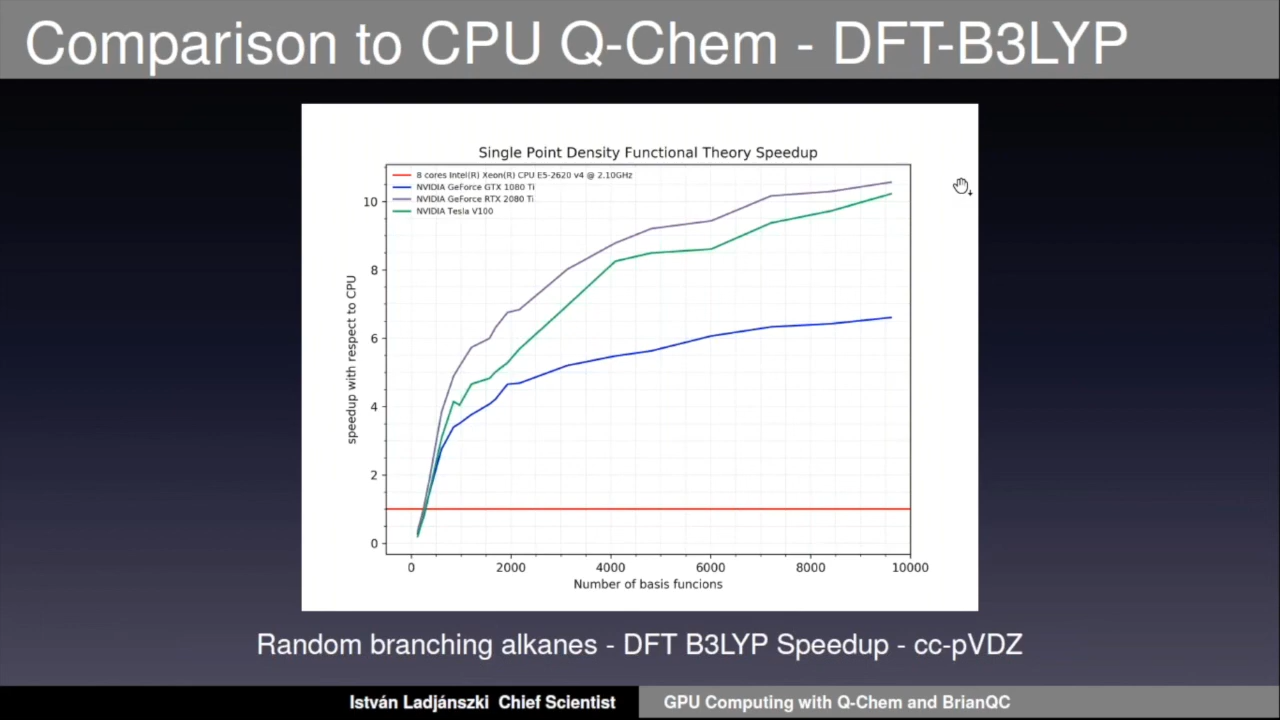 Comparison to CPU Q-Chem - DFT-B3LYP
Single Point Density Functional Theory Speedup
8 cores Intel(R) Xeon(R) CPU E5-2620 v4 @ 2.10GHz
NVIDIA GeForce GTX 1080 Ti
NVIDIA GeForce RTX 2080 Ti
NVIDIA Tesla V100
speedup with respect to CPU
10
8
6
4
2
0
0 2000 4000 6000 8000 10000
Number of basis funcions
Random branching alkanes - DFT B3LYP Speedup - cc-pVDZ
István Ladjánszki Chief Scientist
GPU Computing with Q-Chem and BrianQC